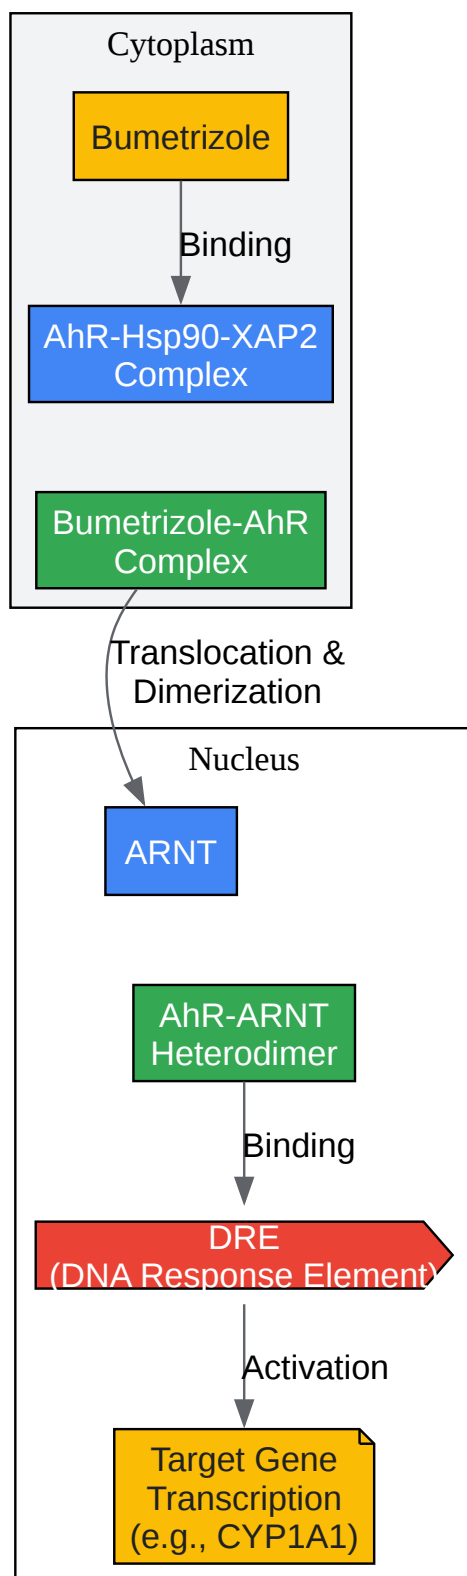 Cytoplasm
Bumetrizole
Binding
AhR-Hsp90-XAP2
Complex
Bumetrizole-AhR
Complex
Translocation &
Dimerization
Nucleus
ARNT
AhR-ARNT
Heterodimer
Binding
DRE
(DNA Response Element)
Activation
Target Gene
Transcription
(e.g., CYP1A1)